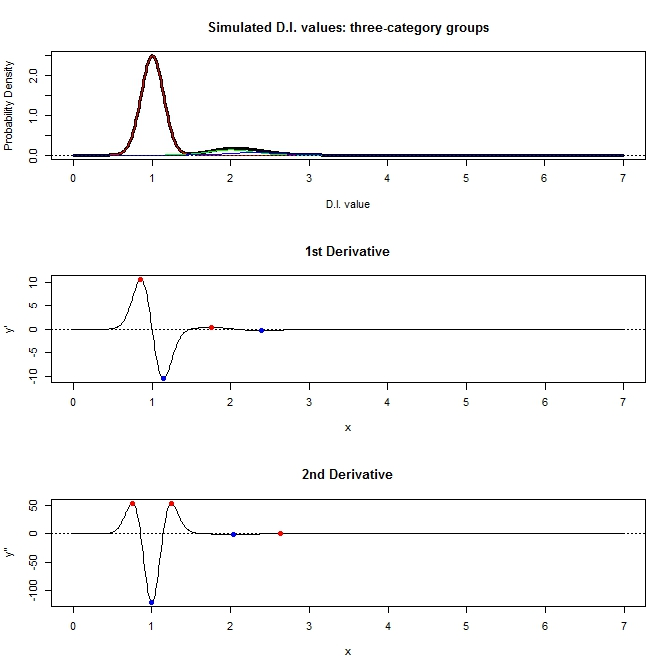 Simulated D.I. values: three-category groups
Probability Density
2.0
1.0
0.0
0 1 2 3 4 5 6 7
D.I. value
1st Derivative
y'
10
5
0
-5
-10
0 1 2 3 4 5 6 7
x
2nd Derivative
y''
50
0
-50
-100
0 1 2 3 4 5 6 7
x